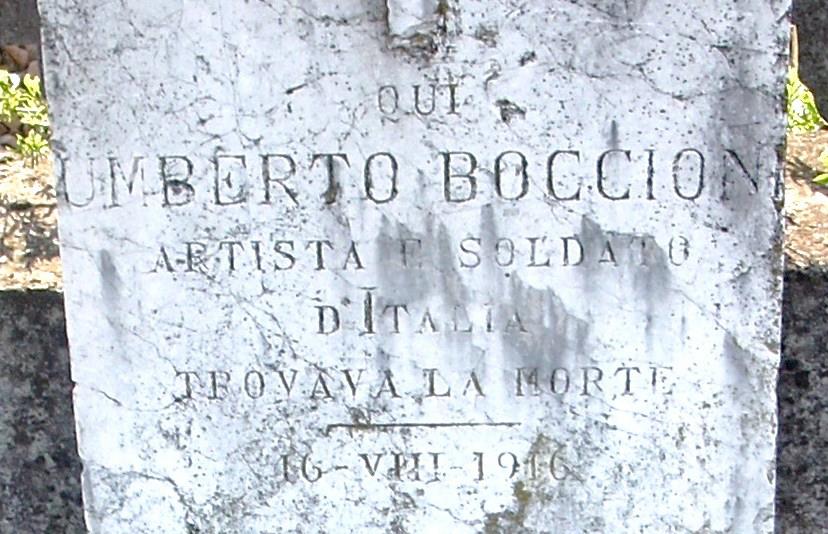 QUI
UMBERTO BOCCIONI
ARTISTA E SOLDATO
D'ITALIA
TROVAVA LA MORTE
16-VIII-1916